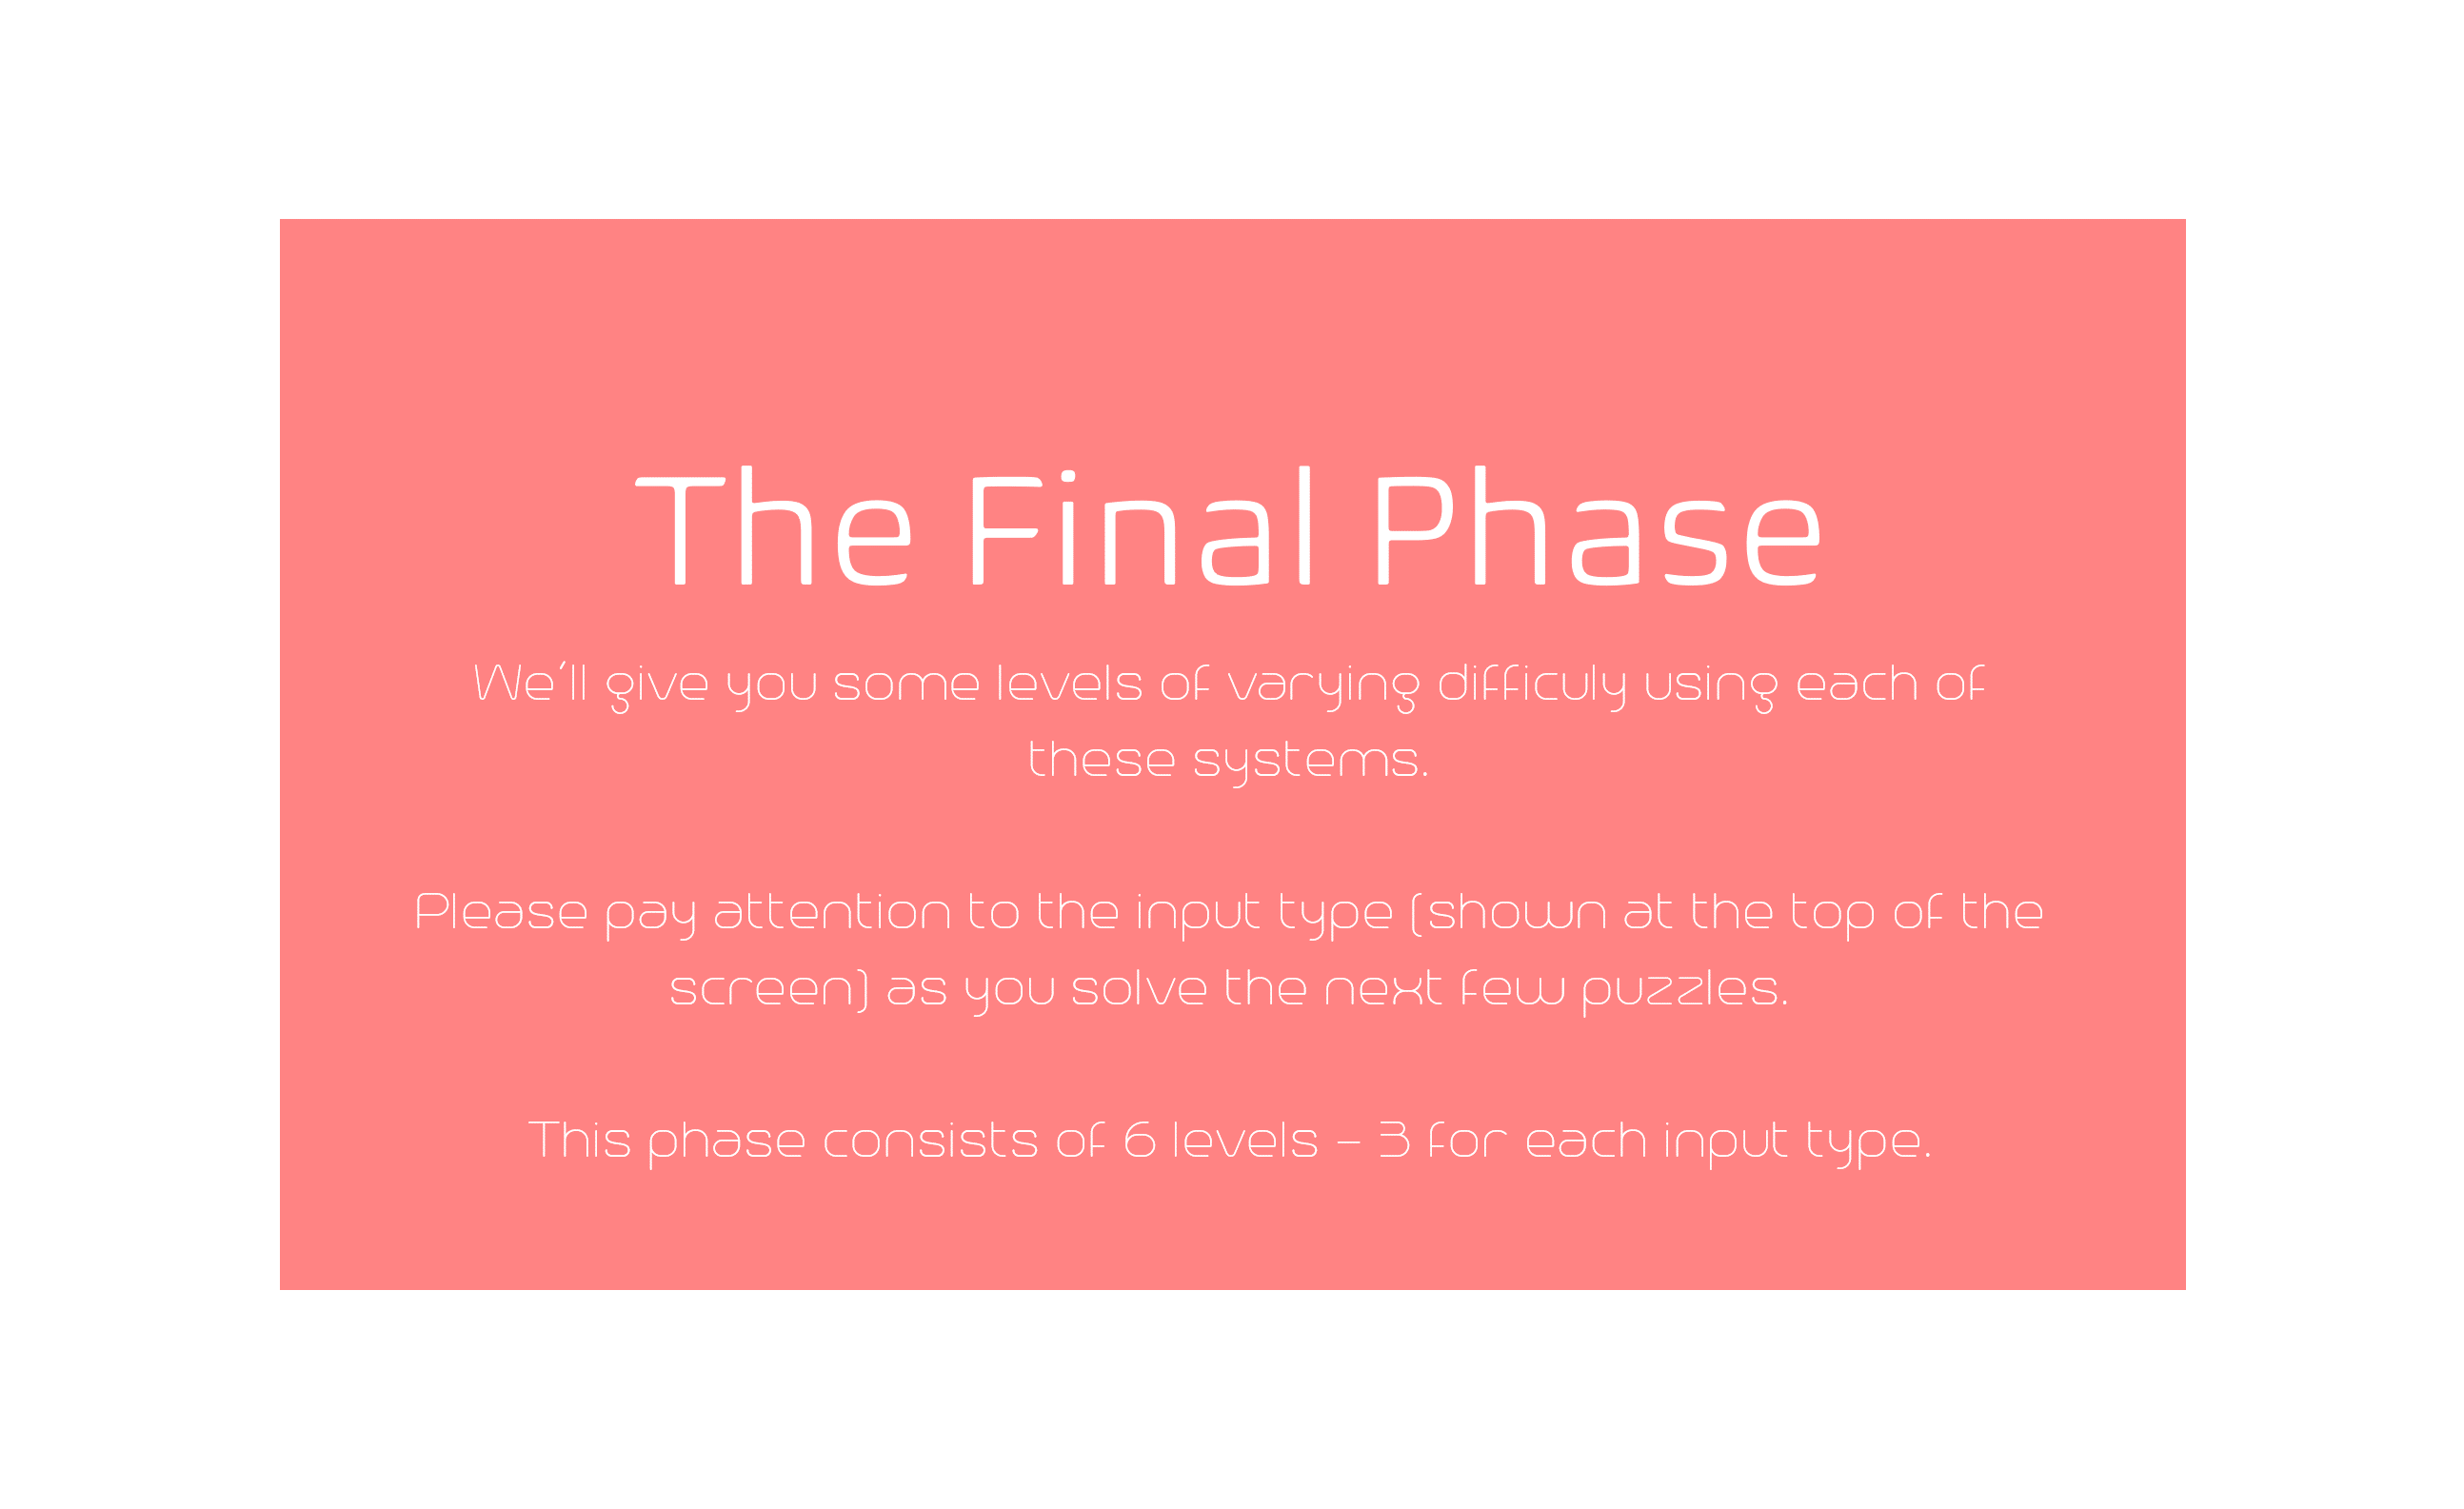 The Final Phase
We'll give you some levels of varying difficuly using each of
these systems.
Please pay attention to the input type (shown at the top of the
screen) as you solve the next few puzzles.
This phase consists of 6 levels - 3 for each input type.